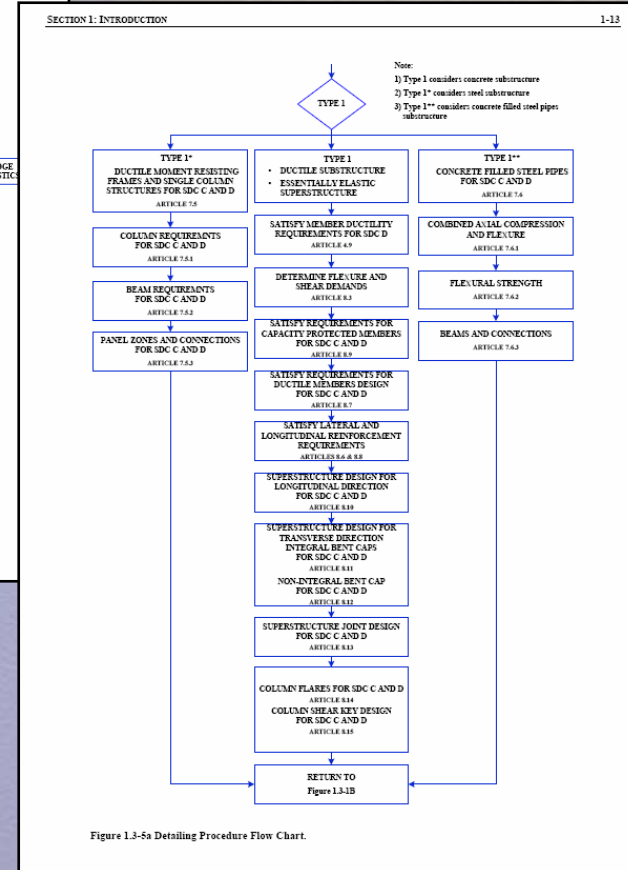 SECTION 1: INTRODUCTION 1-13
Note:
1) Type 1 considers concrete substructure
2) Type 1* considers steel substructure
3) Type 1** considers concrete filled steel pipes
substructure
TYPE 1
TYPE 1*
DUCTILE MOMENT RESISTING
FRAMES AND SINGLE COLUMN
STRUCTURES FOR SDC C AND D
ARTICLE 7.5
COLUMN REQUIREMNTS
FOR SDC C AND D
ARTICLE 7.5.1
BEAM REQUIREMNTS
FOR SDC C AND D
ARTICLE 7.5.2
PANEL ZONES AND CONNECTIONS
FOR SDC C AND D
ARTICLE 7.5.3
TYPE 1
• DUCTILE SUBSTRUCTURE
• ESSENTIALLY ELASTIC
SUPERSTRUCTURE
SATISFY MEMBER DUCTILITY
REQUIREMENTS FOR SDC D
ARTICLE 4.9
DETERMINE FLEXURE AND
SHEAR DEMANDS
ARTICLE 8.3
SATISFY REQUIREMENTS FOR
CAPACITY PROTECTED MEMBERS
FOR SDC C AND D
ARTICLE 8.9
SATISFY REQUIREMENTS FOR
DUCTILE MEMBERS DESIGN
FOR SDC C AND D
ARTICLE 8.7
SATISFY LATERAL AND
LONGITUDINAL REINFORCEMENT
REQUIREMENTS
ARTICLES 8.6 & 8.8
SUPERSTRUCTURE DESIGN FOR
LONGITUDINAL DIRECTION
FOR SDC C AND D
ARTICLE 8.10
SUPERSTRUCTURE DESIGN FOR
TRANSVERSE DIRECTION
INTEGRAL BENT CAPS
FOR SDC C AND D
ARTICLE 8.11
NON-INTEGRAL BENT CAP
FOR SDC C AND D
ARTICLE 8.12
SUPERSTRUCTURE JOINT DESIGN
FOR SDC C AND D
ARTICLE 8.13
COLUMN FLARES FOR SDC C AND D
ARTICLE 8.14
COLUMN SHEAR KEY DESIGN
FOR SDC C AND D
ARTICLE 8.15
RETURN TO
Figure 1.3-1B
TYPE 1**
CONCRETE FILLED STEEL PIPES
FOR SDC C AND D
ARTICLE 7.6
COMBINED AXIAL COMPRESSION
AND FLEXURE
ARTICLE 7.6.1
FLEXURAL STRENGTH
ARTICLE 7.6.2
BEAMS AND CONNECTIONS
ARTICLE 7.6.3
Figure 1.3-5a Detailing Procedure Flow Chart.